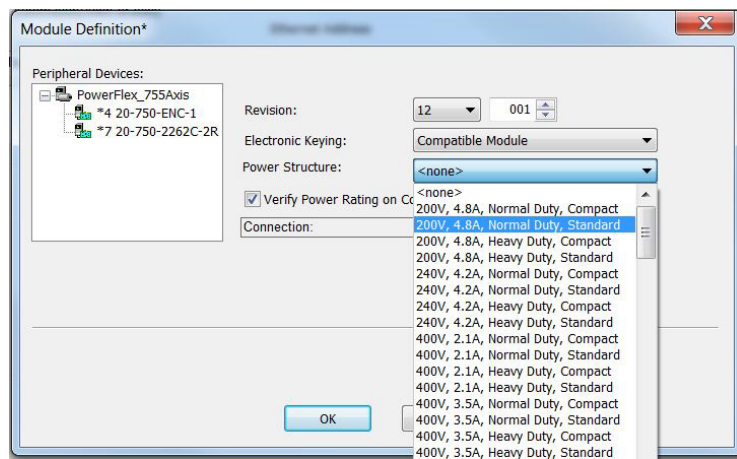 Module Definition*
Peripheral Devices:
PowerFlex_755Axis
*4 20-750-ENC-1
*7 20-750-2262C-2R
Revision:
12
001
Electronic Keying:
Compatible Module
Power Structure:
<none>
Verify Power Rating on
Connection:
<none>
200V, 4.8A, Normal Duty, Compact
200V, 4.8A, Normal Duty, Standard
200V, 4.8A, Heavy Duty, Compact
200V, 4.8A, Heavy Duty, Standard
240V, 4.2A, Normal Duty, Compact
240V, 4.2A, Normal Duty, Standard
240V, 4.2A, Heavy Duty, Compact
240V, 4.2A, Heavy Duty, Standard
400V, 2.1A, Normal Duty, Compact
400V, 2.1A, Normal Duty, Standard
400V, 2.1A, Heavy Duty, Compact
400V, 2.1A, Heavy Duty, Standard
400V, 3.5A, Normal Duty, Compact
400V, 3.5A, Normal Duty, Standard
400V, 3.5A, Heavy Duty, Compact
400V, 3.5A, Heavy Duty, Standard
OK